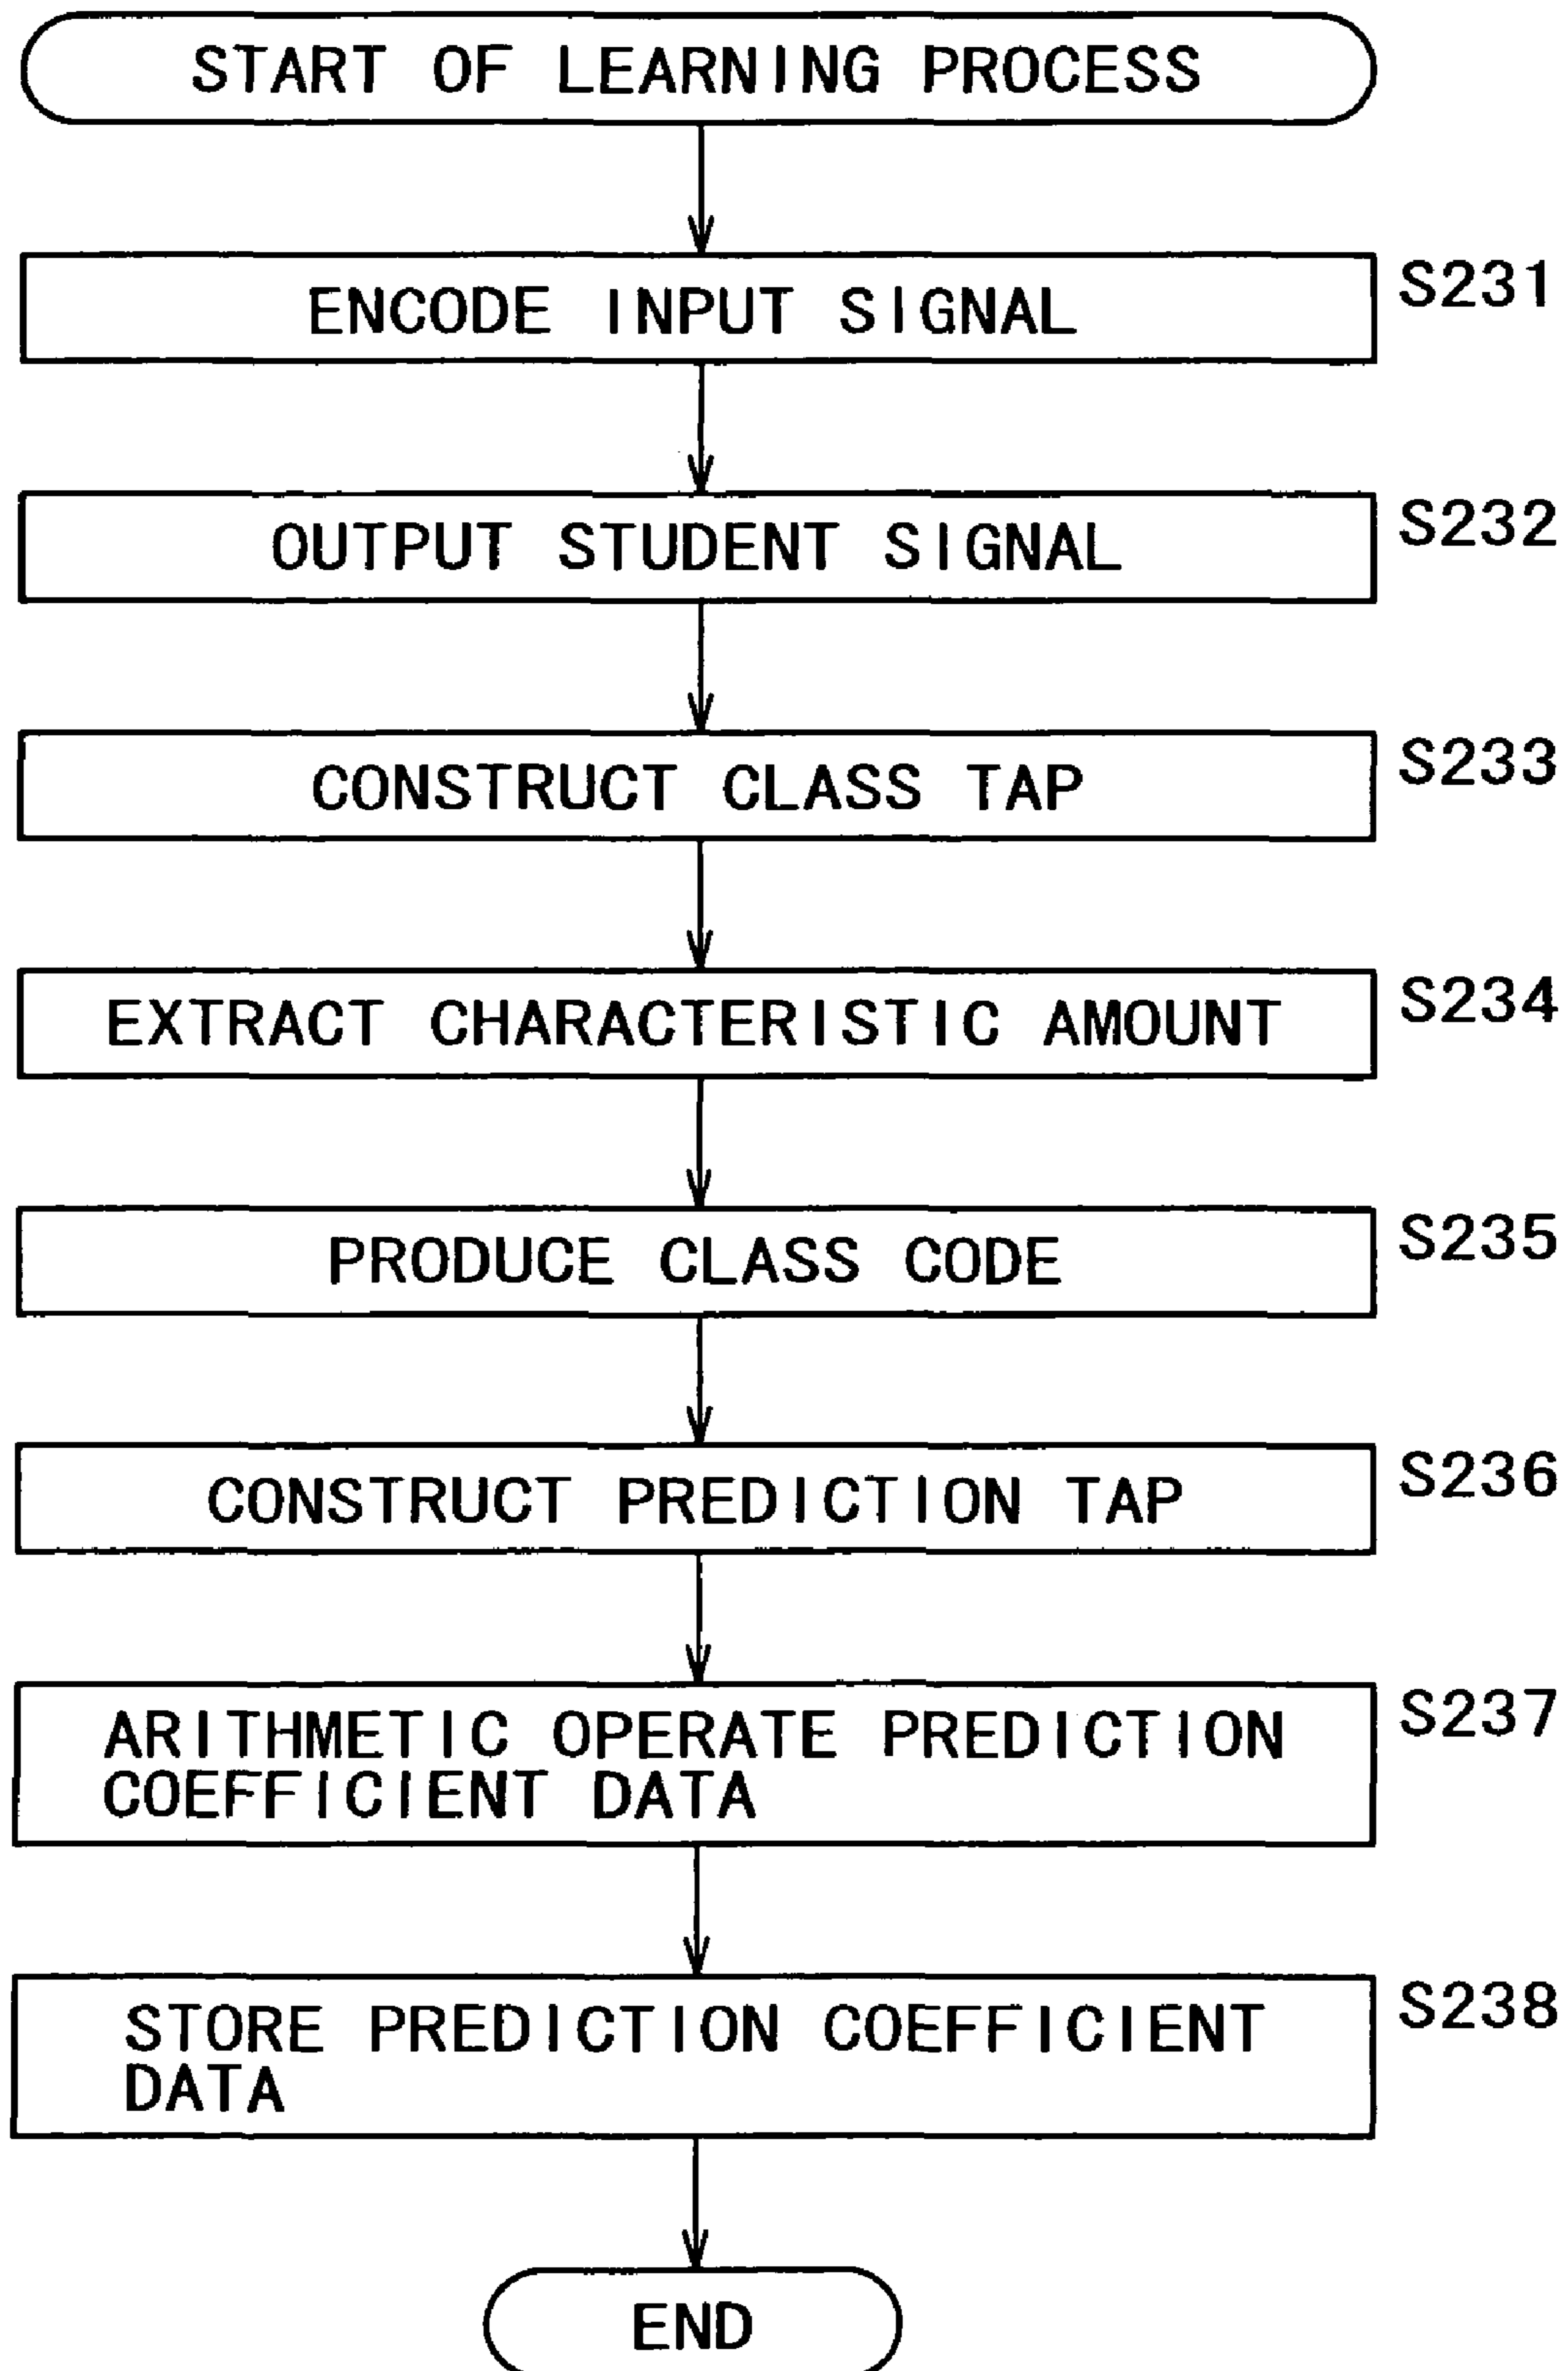 START OF LEARNING PROCESS
ENCODE INPUT SIGNAL
S231
OUTPUT STUDENT SIGNAL
S232
CONSTRUCT CLASS TAP
S233
EXTRACT CHARACTERISTIC AMOUNT
S234
PRODUCE CLASS CODE
S235
CONSTRUCT PREDICTION TAP
S236
ARITHMETIC OPERATE PREDICTION
COEFFICIENT DATA
S237
STORE PREDICTION COEFFICIENT
DATA
S238
END